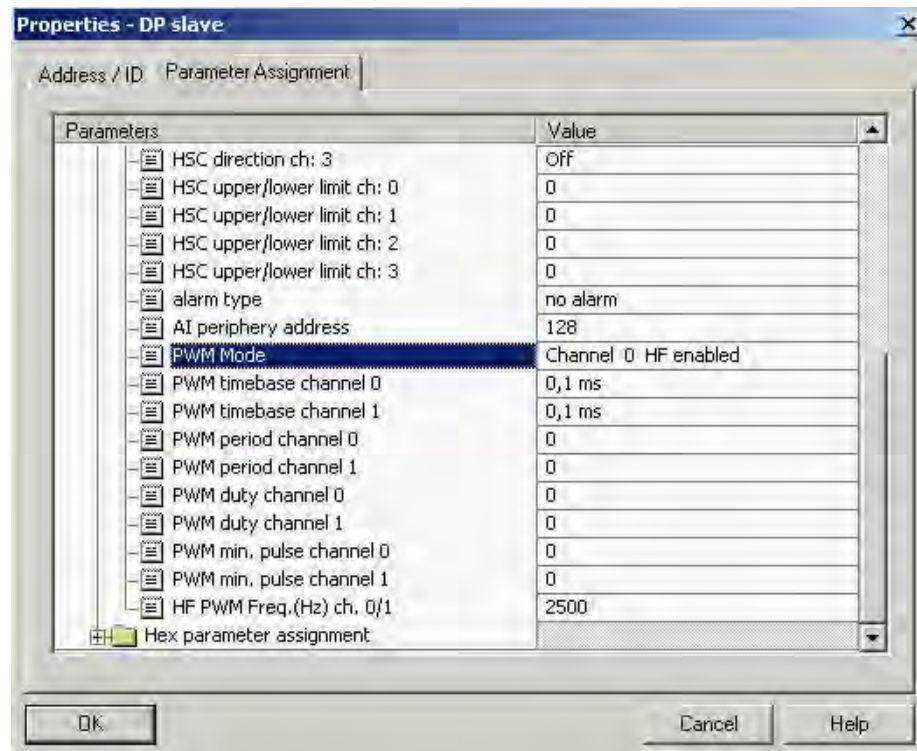 Properties - DP slave
Address / ID Parameter Assignment
Parameters Value
HSC direction ch: 3 Off
HSC upper/lower limit ch: 0 0
HSC upper/lower limit ch: 1 0
HSC upper/lower limit ch: 2 0
HSC upper/lower limit ch: 3 0
alarm type no alarm
AI periphery address 128
PWM Mode Channel 0 HF enabled
PWM timebase channel 0 0,1 ms
PWM timebase channel 1 0,1 ms
PWM period channel 0 0
PWM period channel 1 0
PWM duty channel 0 0
PWM duty channel 1 0
PWM min. pulse channel 0 0
PWM min. pulse channel 1 0
HF PWM Freq.(Hz) ch. 0/1 2500
Hex parameter assignment
OK Cancel Help